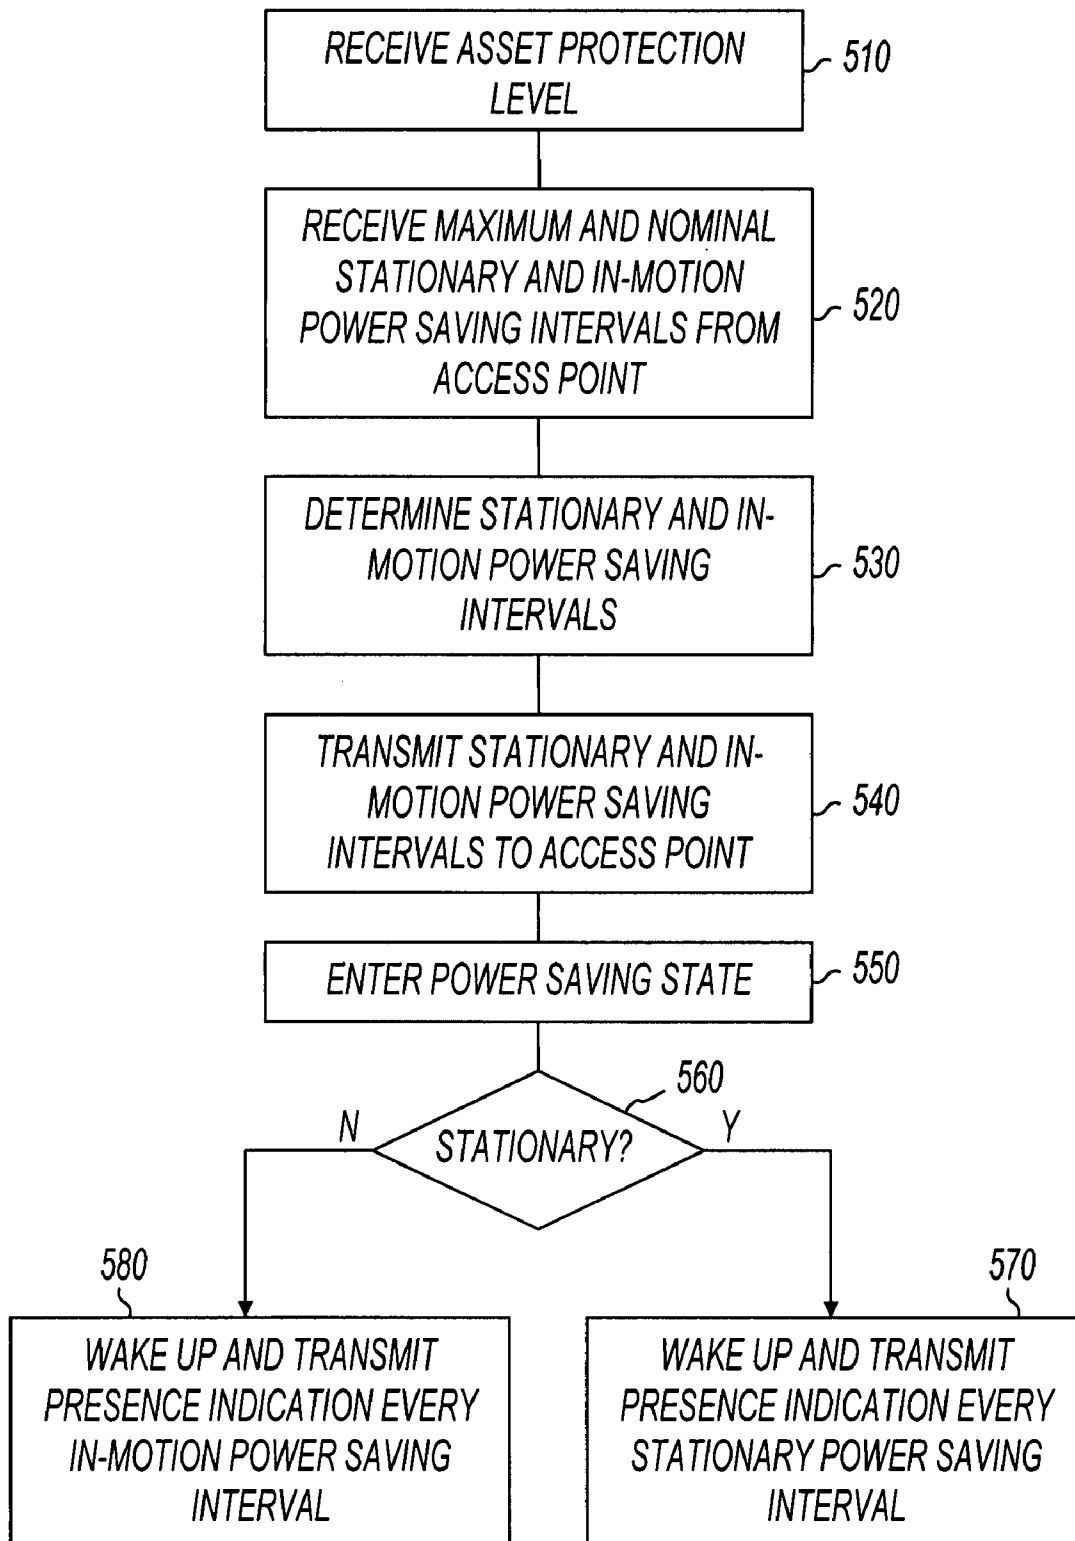 RECEIVE ASSET PROTECTION
LEVEL
510
RECEIVE MAXIMUM AND NOMINAL
STATIONARY AND IN-MOTION
POWER SAVING INTERVALS FROM
ACCESS POINT
520
DETERMINE STATIONARY AND IN-
MOTION POWER SAVING
INTERVALS
530
TRANSMIT STATIONARY AND IN-
MOTION POWER SAVING
INTERVALS TO ACCESS POINT
540
ENTER POWER SAVING STATE
550
560
N
STATIONARY?
Y
580
WAKE UP AND TRANSMIT
PRESENCE INDICATION EVERY
IN-MOTION POWER SAVING
INTERVAL
570
WAKE UP AND TRANSMIT
PRESENCE INDICATION EVERY
STATIONARY POWER SAVING
INTERVAL